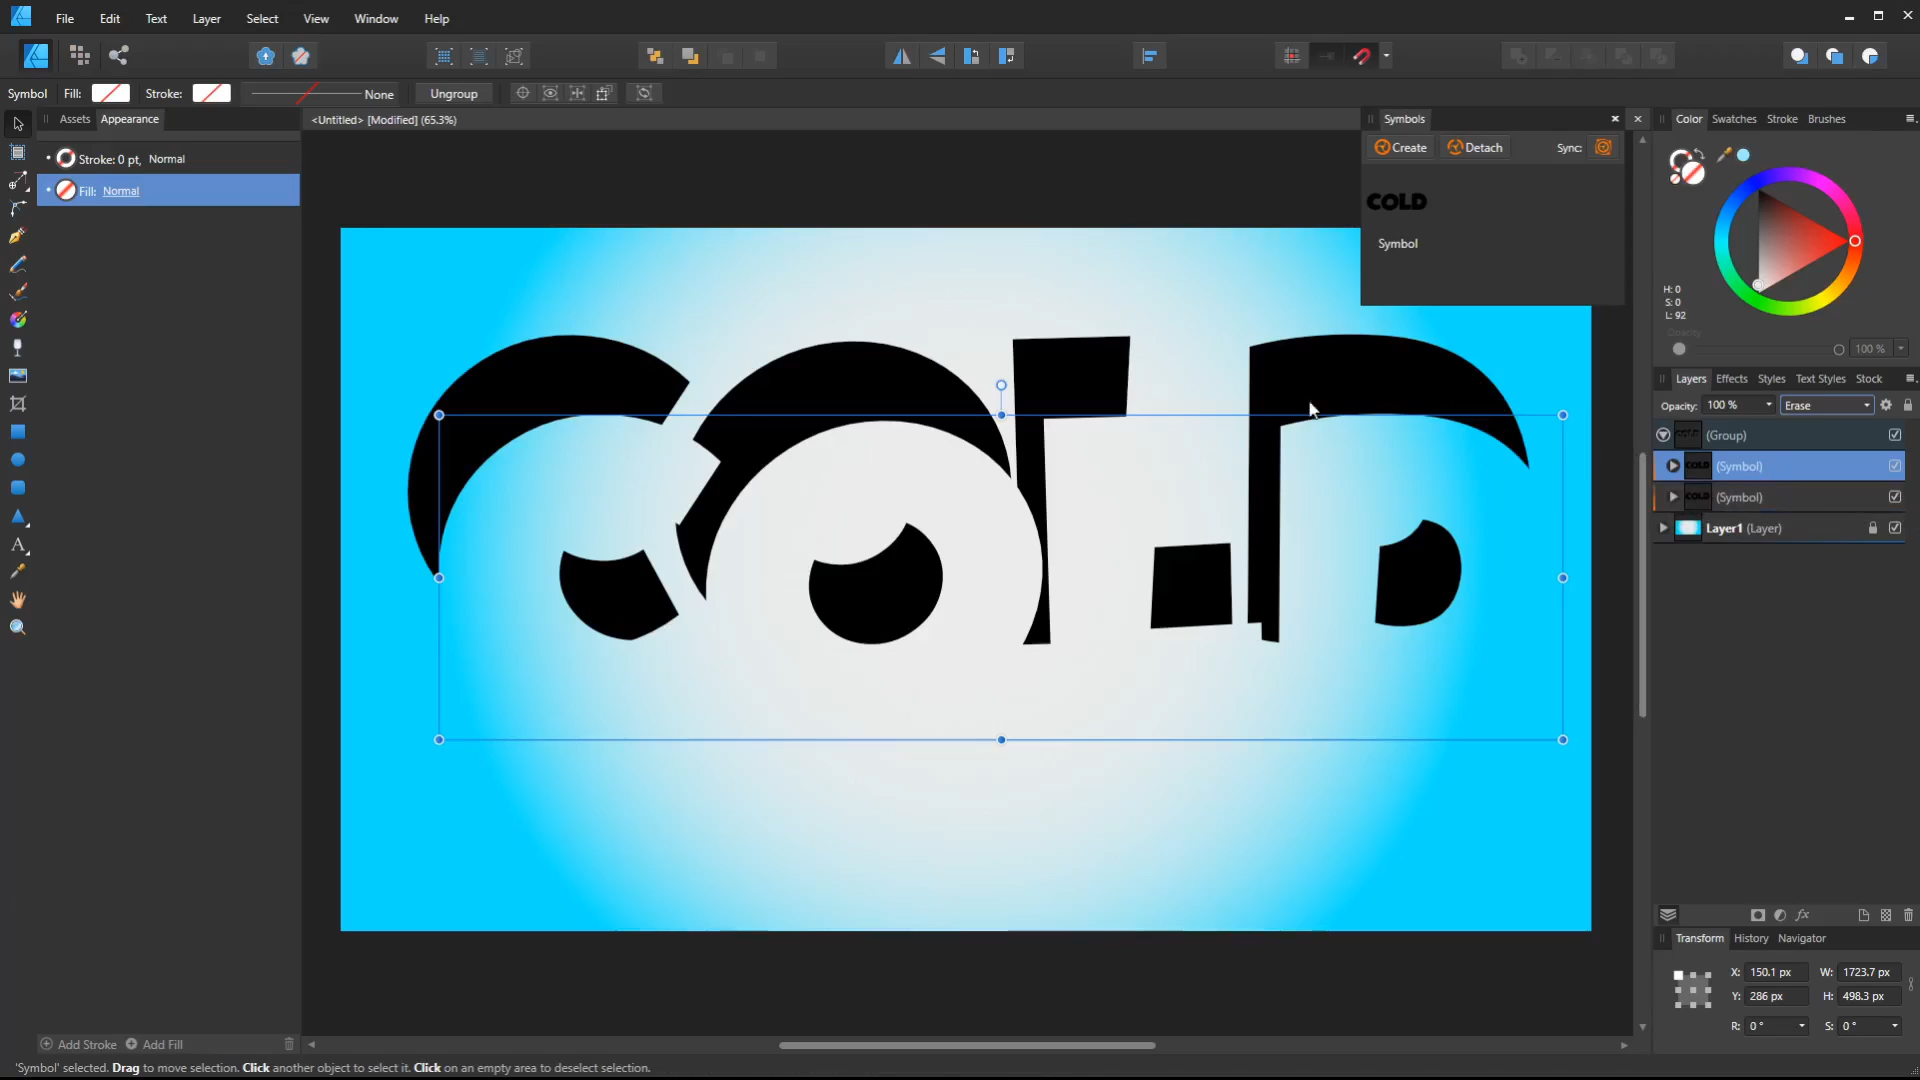 File Edit Text Layer Select View Window Help
Symbol Fill: Stroke: None Ungroup
Assets Appearance
<Untitled> [Modified] (65.3%)
Symbols
Color Swatches Stroke Brushes
Stroke: 0 pt, Normal
Fill: Normal
Create Detach Sync:
COLD
Symbol
H: 0
S: 0
L: 92
Opacity
100 %
Layers Effects Styles Text Styles Stock
Opacity: 100 % Erase
(Group)
COLD (Symbol)
COLD (Symbol)
Layer1 (Layer)
COLD
Transform History Navigator
X: 150.1 px W: 1723.7 px
Y: 286 px H: 498.3 px
R: 0 ° S: 0 °
Add Stroke Add Fill
'Symbol' selected. Drag to move selection. Click another object to select it. Click on an empty area to deselect selection.